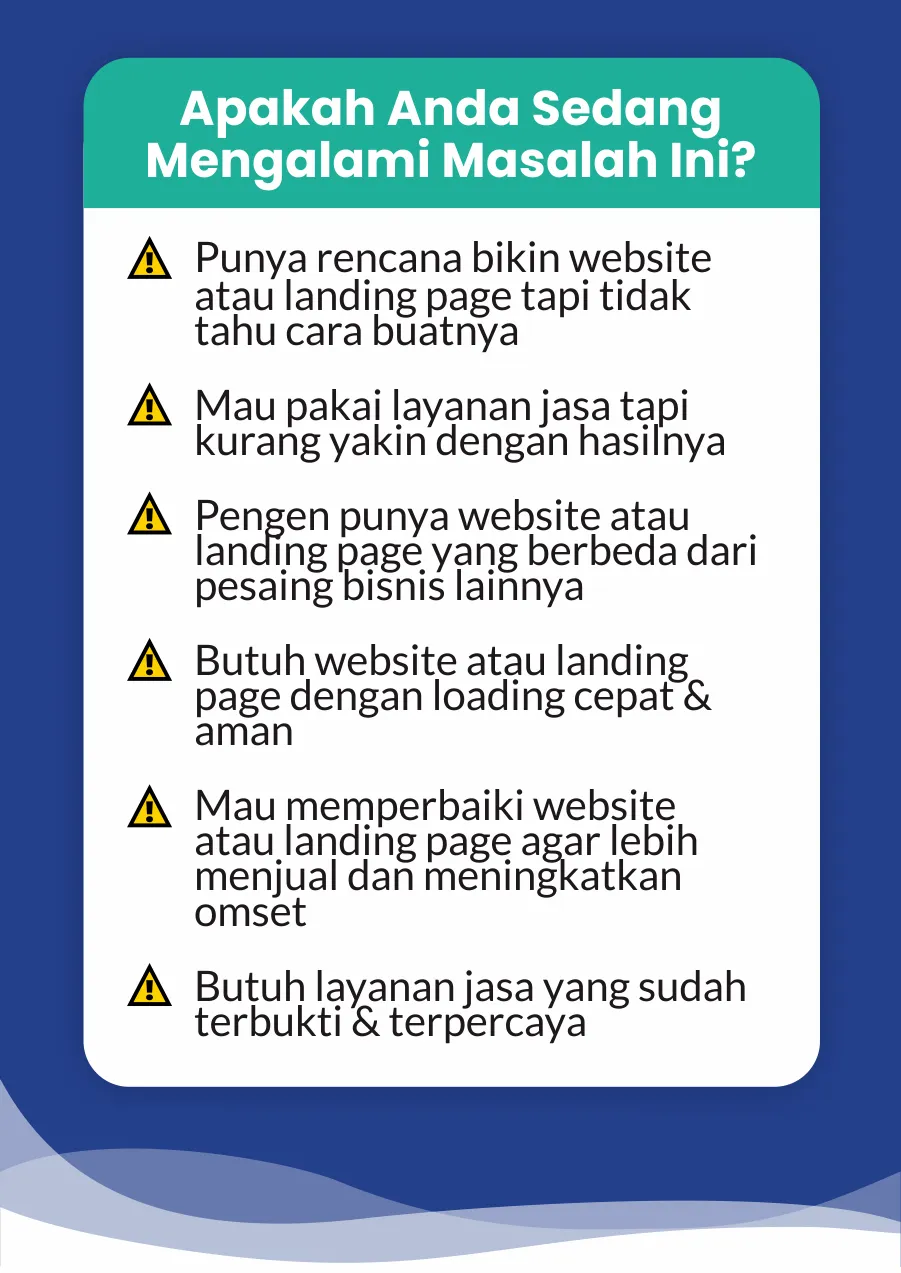 Apakah Anda Sedang
Mengalami Masalah Ini?
Punya rencana bikin website
atau landing page tapi tidak
tahu cara buatnya
Mau pakai layanan jasa tapi
kurang yakin dengan hasilnya
Pengen punya website atau
landing page yang berbeda dari
pesaing bisnis lainnya
Butuh website atau landing
page dengan loading cepat &
aman
Mau memperbaiki website
atau landing page agar lebih
menjual dan meningkatkan
omset
Butuh layanan jasa yang sudah
terbukti & terpercaya